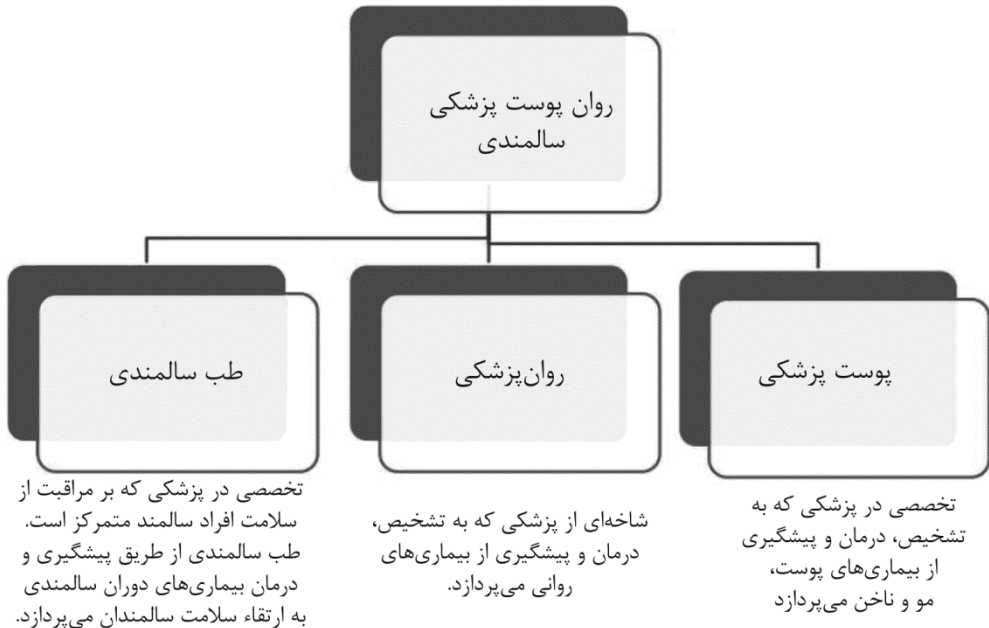 روان پوست پزشکی
سالمندی
پوست پزشکی
تخصصی در پزشکی که به
تشخیص، درمان و پیشگیری
از بیماری‌های پوست،
مو و ناخن می‌پردازد
روان‌پزشکی
شاخه‌ای از پزشکی که به تشخیص،
درمان و پیشگیری از بیماری‌های
روانی می‌پردازد.
طب سالمندی
تخصصی در پزشکی که بر مراقبت از
سلامت افراد سالمند متمرکز است.
طب سالمندی از طریق پیشگیری و
درمان بیماری‌های دوران سالمندی
به ارتقاء سلامت سالمندان می‌پردازد.